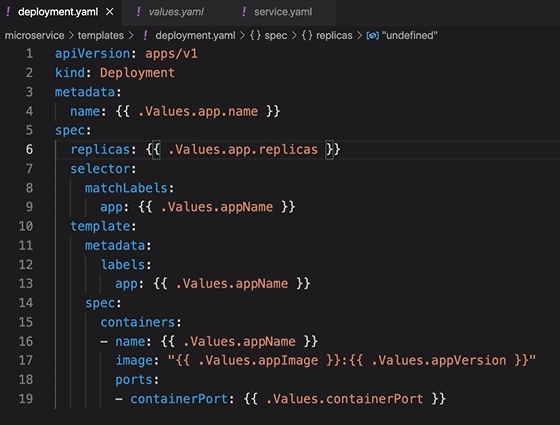 ! deployment.yaml × ! values.yaml ! service.yaml
microservice > templates > ! deployment.yaml > {} spec > {} replicas > "undefined"
1 apiVersion: apps/v1
2 kind: Deployment
3 metadata:
4   name: {{ .Values.app.name }}
5 spec:
6   replicas: {{ .Values.app.replicas }}
7   selector:
8     matchLabels:
9       app: {{ .Values.appName }}
10   template:
11     metadata:
12       labels:
13         app: {{ .Values.appName }}
14     spec:
15       containers:
16       - name: {{ .Values.appName }}
17         image: "{{ .Values.appImage }}:{{ .Values.appVersion }}"
18         ports:
19         - containerPort: {{ .Values.containerPort }}